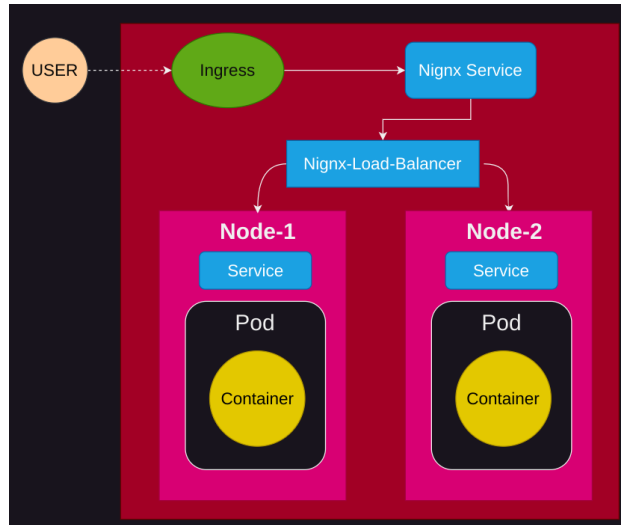 USER
Ingress
Nignx Service
Nignx-Load-Balancer
Node-1
Service
Pod
Container
Node-2
Service
Pod
Container